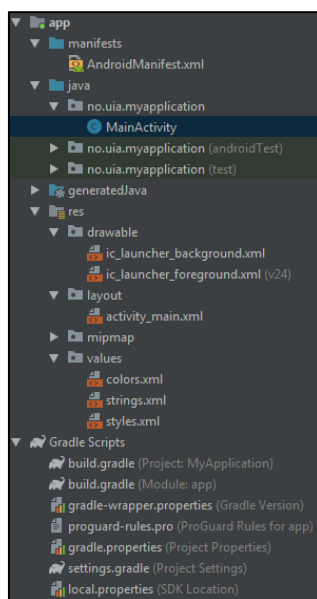 app
manifests
AndroidManifest.xml
java
no.uia.myapplication
MainActivity
no.uia.myapplication (androidTest)
no.uia.myapplication (test)
generatedJava
res
drawable
ic_launcher_background.xml
ic_launcher_foreground.xml (v24)
layout
activity_main.xml
mipmap
values
colors.xml
strings.xml
styles.xml
Gradle Scripts
build.gradle (Project: MyApplication)
build.gradle (Module: app)
gradle-wrapper.properties (Gradle Version)
proguard-rules.pro (ProGuard Rules for app)
gradle.properties (Project Properties)
settings.gradle (Project Settings)
local.properties (SDK Location)